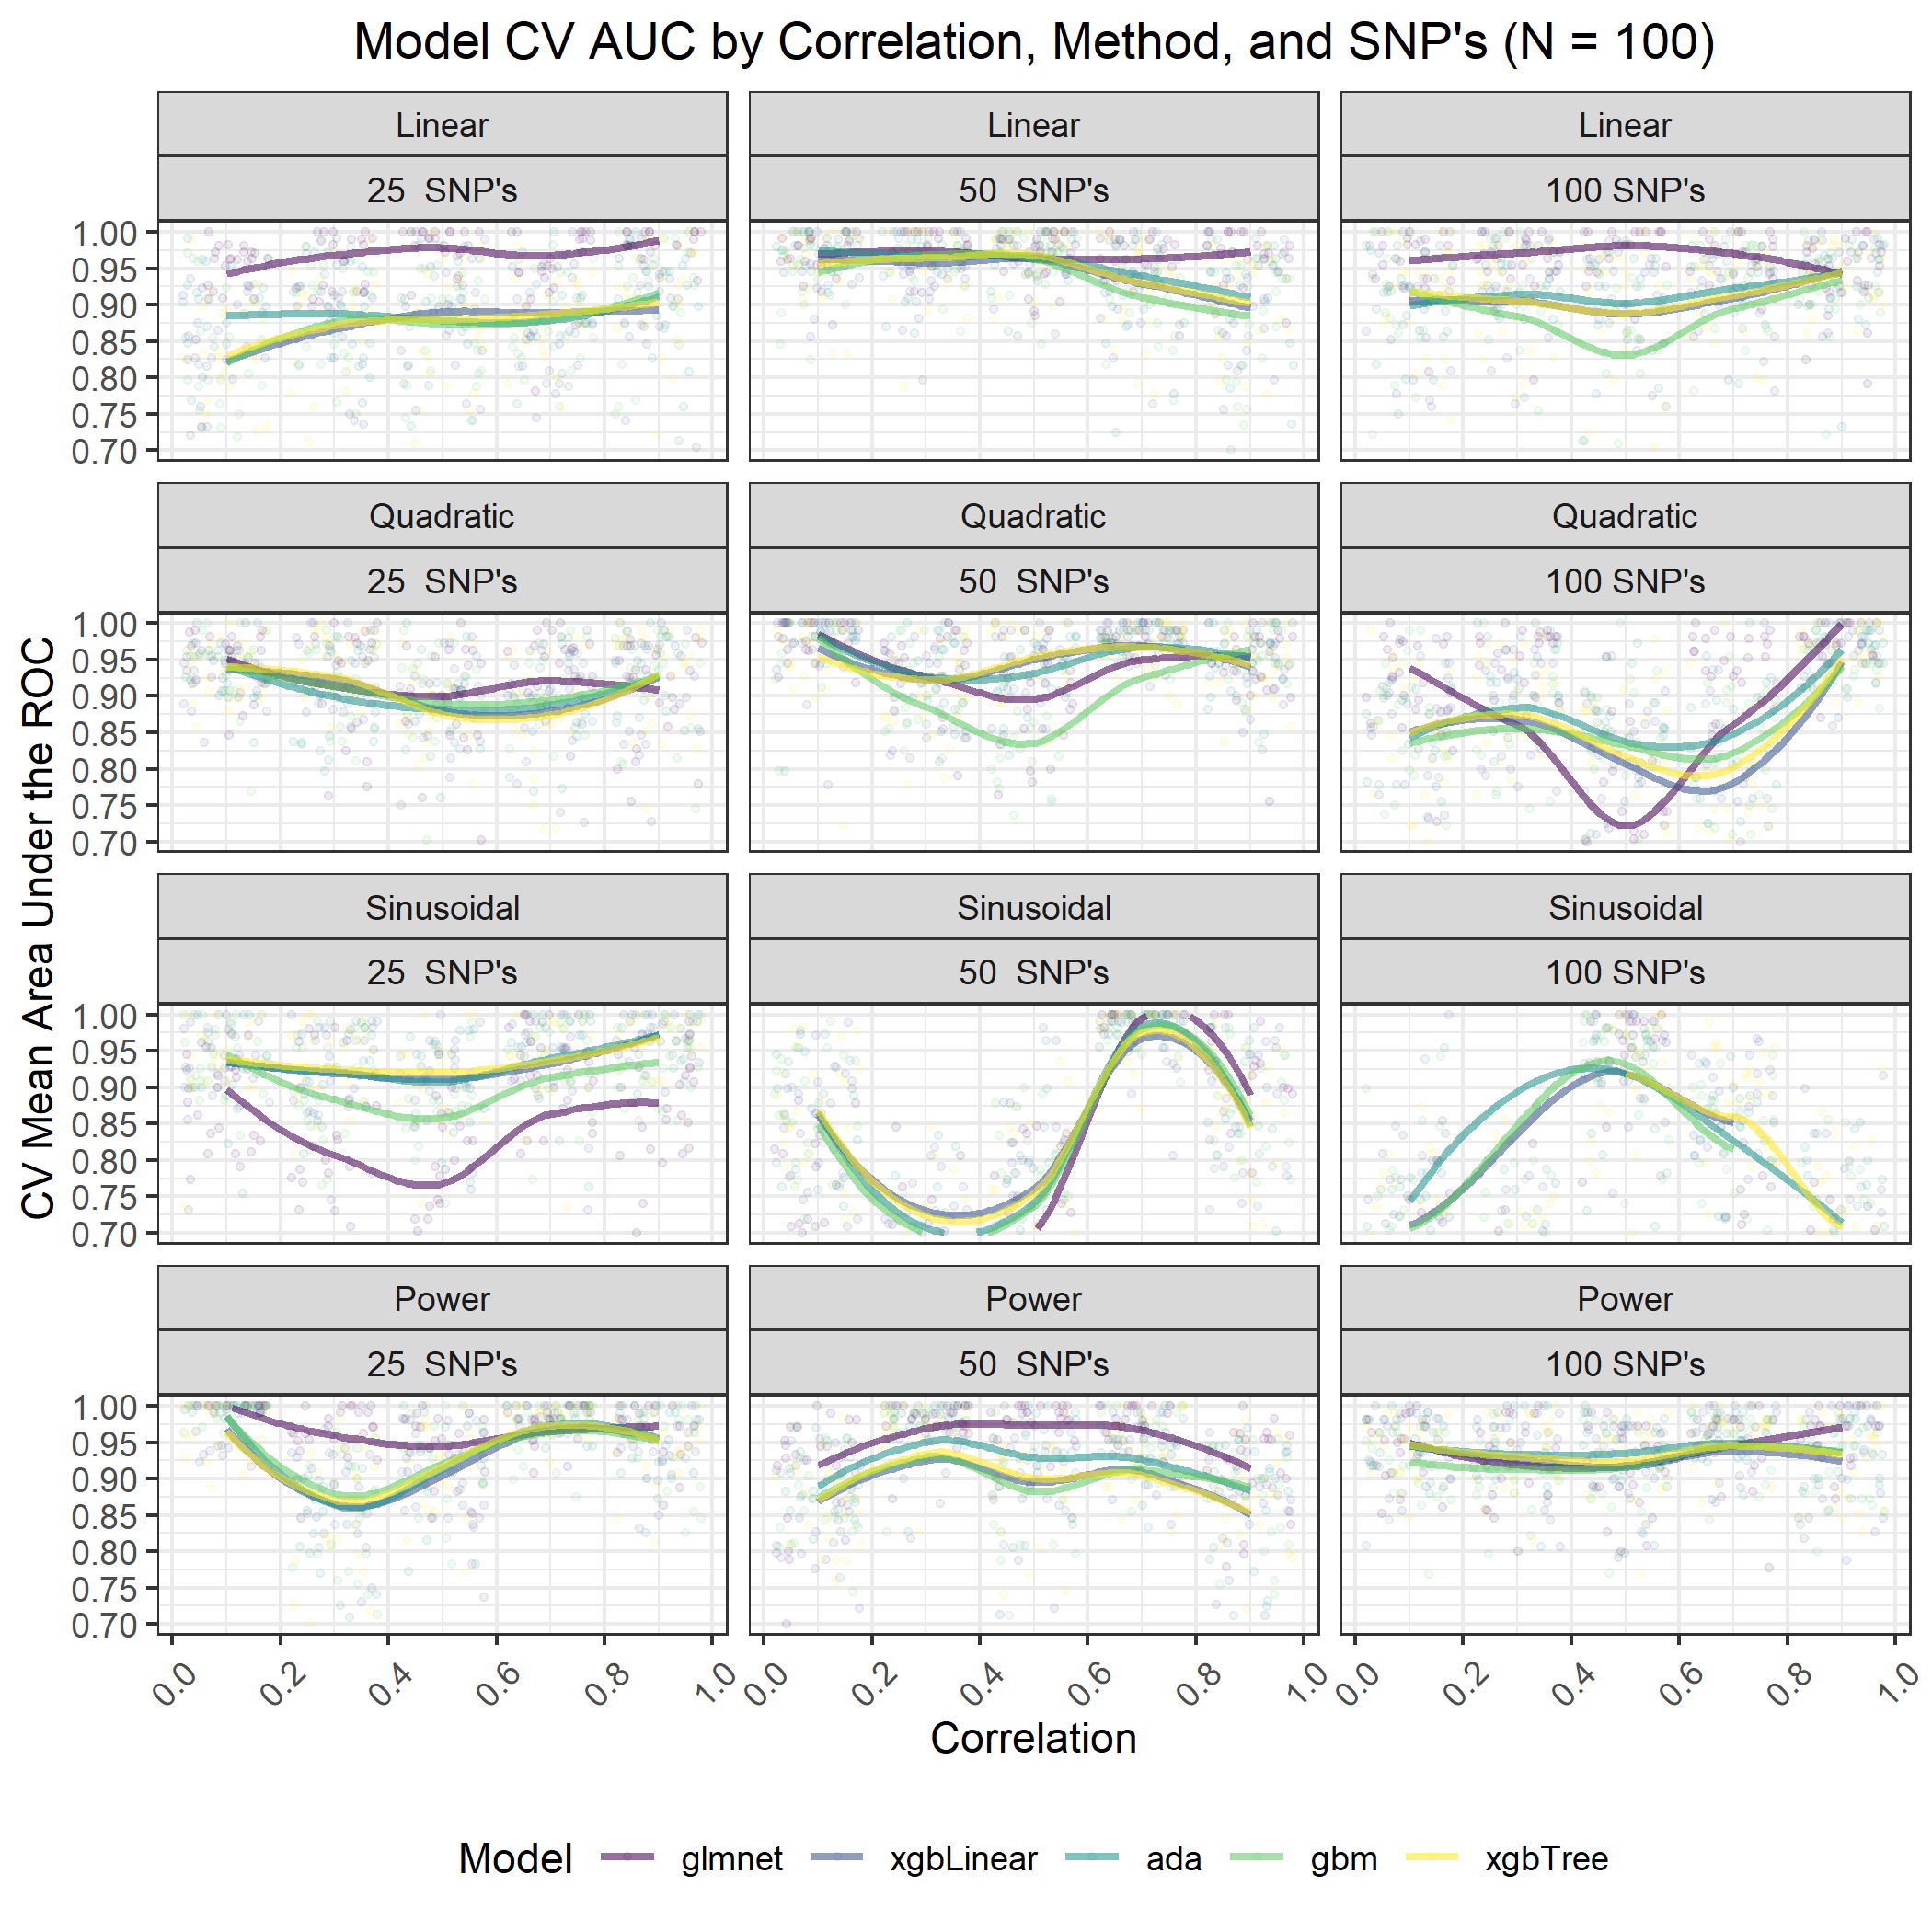 Model CV AUC by Correlation, Method, and SNP's (N = 100)
Linear Linear Linear
25  SNP's 50  SNP's 100 SNP's
1.00
0.95
0.90
0.85
0.80
0.75
0.70
Quadratic Quadratic Quadratic
25  SNP's 50  SNP's 100 SNP's
1.00
0.95
0.90
0.85
0.80
0.75
0.70
Sinusoidal Sinusoidal Sinusoidal
25  SNP's 50  SNP's 100 SNP's
1.00
0.95
0.90
0.85
0.80
0.75
0.70
Power Power Power
25  SNP's 50  SNP's 100 SNP's
1.00
0.95
0.90
0.85
0.80
0.75
0.70
CV Mean Area Under the ROC
0.0 0.2 0.4 0.6 0.8 1.0 0.0 0.2 0.4 0.6 0.8 1.0 0.0 0.2 0.4 0.6 0.8 1.0
Correlation
Model glmnet xgbLinear ada gbm xgbTree